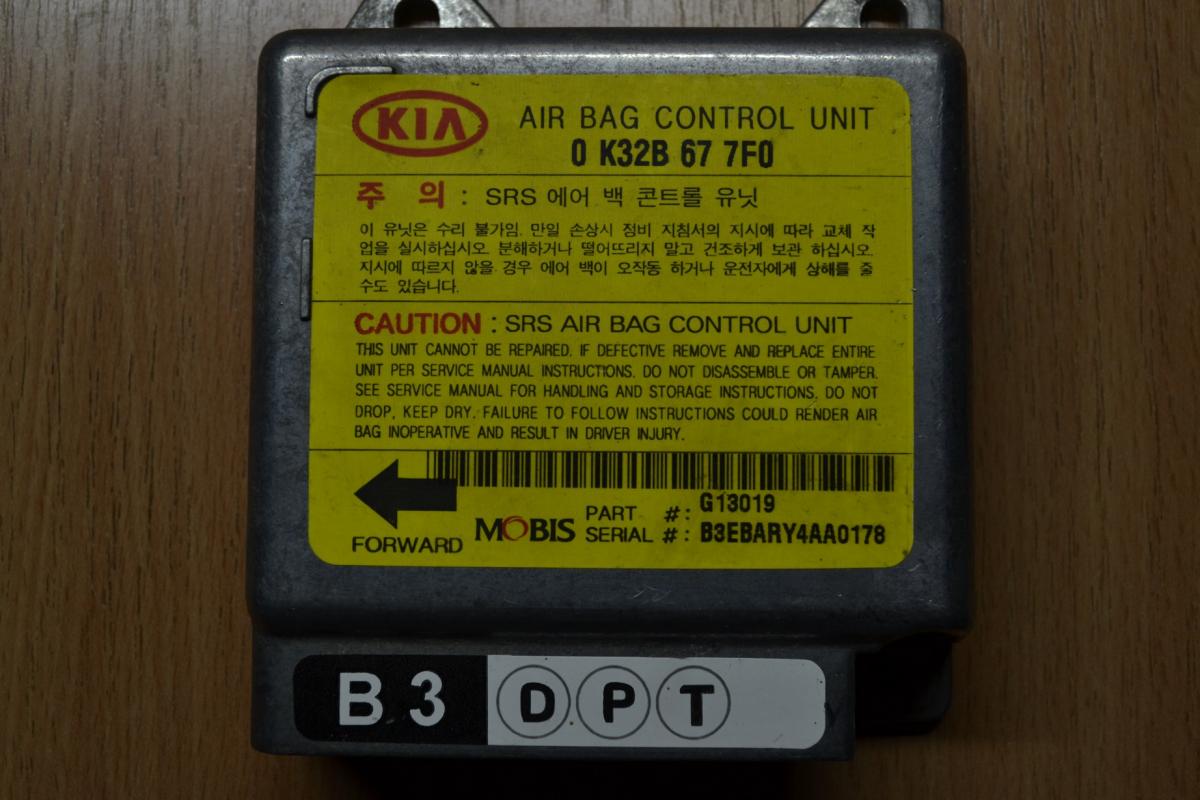 KIA AIR BAG CONTROL UNIT
0 K32B 67 7F0
주 의 : SRS 에어 백 콘트롤 유닛
이 유닛은 수리 불가임. 만일 손상시 정비 지침서의 지시에 따라 교체 작
업을 실시하십시오. 분해하거나 떨어뜨리지 말고 건조하게 보관 하십시오.
지시에 따르지 않을 경우 에어 백이 오작동 하거나 운전자에게 상해를 줄
수도 있습니다.
CAUTION : SRS AIR BAG CONTROL UNIT
THIS UNIT CANNOT BE REPAIRED. IF DEFECTIVE REMOVE AND REPLACE ENTIRE
UNIT PER SERVICE MANUAL INSTRUCTIONS. DO NOT DISASSEMBLE OR TAMPER.
SEE SERVICE MANUAL FOR HANDLING AND STORAGE INSTRUCTIONS. DO NOT
DROP, KEEP DRY. FAILURE TO FOLLOW INSTRUCTIONS COULD RENDER AIR
BAG INOPERATIVE AND RESULT IN DRIVER INJURY.
PART #: G13019
FORWARD MOBIS SERIAL #: B3EBARY4AA0178
B 3 D P T